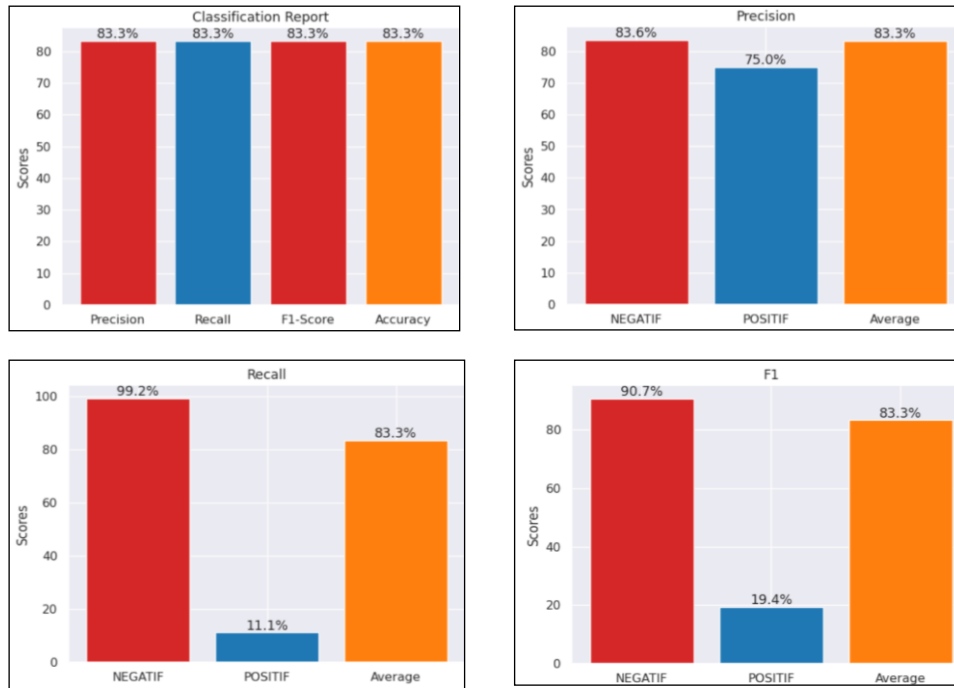 Classification Report
83.3% 83.3% 83.3% 83.3%
80
70
60
50
40
30
20
10
0
Scores
Precision Recall F1-Score Accuracy
Precision
83.6% 75.0% 83.3%
80
70
60
50
40
30
20
10
0
Scores
NEGATIF POSITIF Average
Recall
99.2% 11.1% 83.3%
100
80
60
40
20
0
Scores
NEGATIF POSITIF Average
F1
90.7% 19.4% 83.3%
80
60
40
20
0
Scores
NEGATIF POSITIF Average